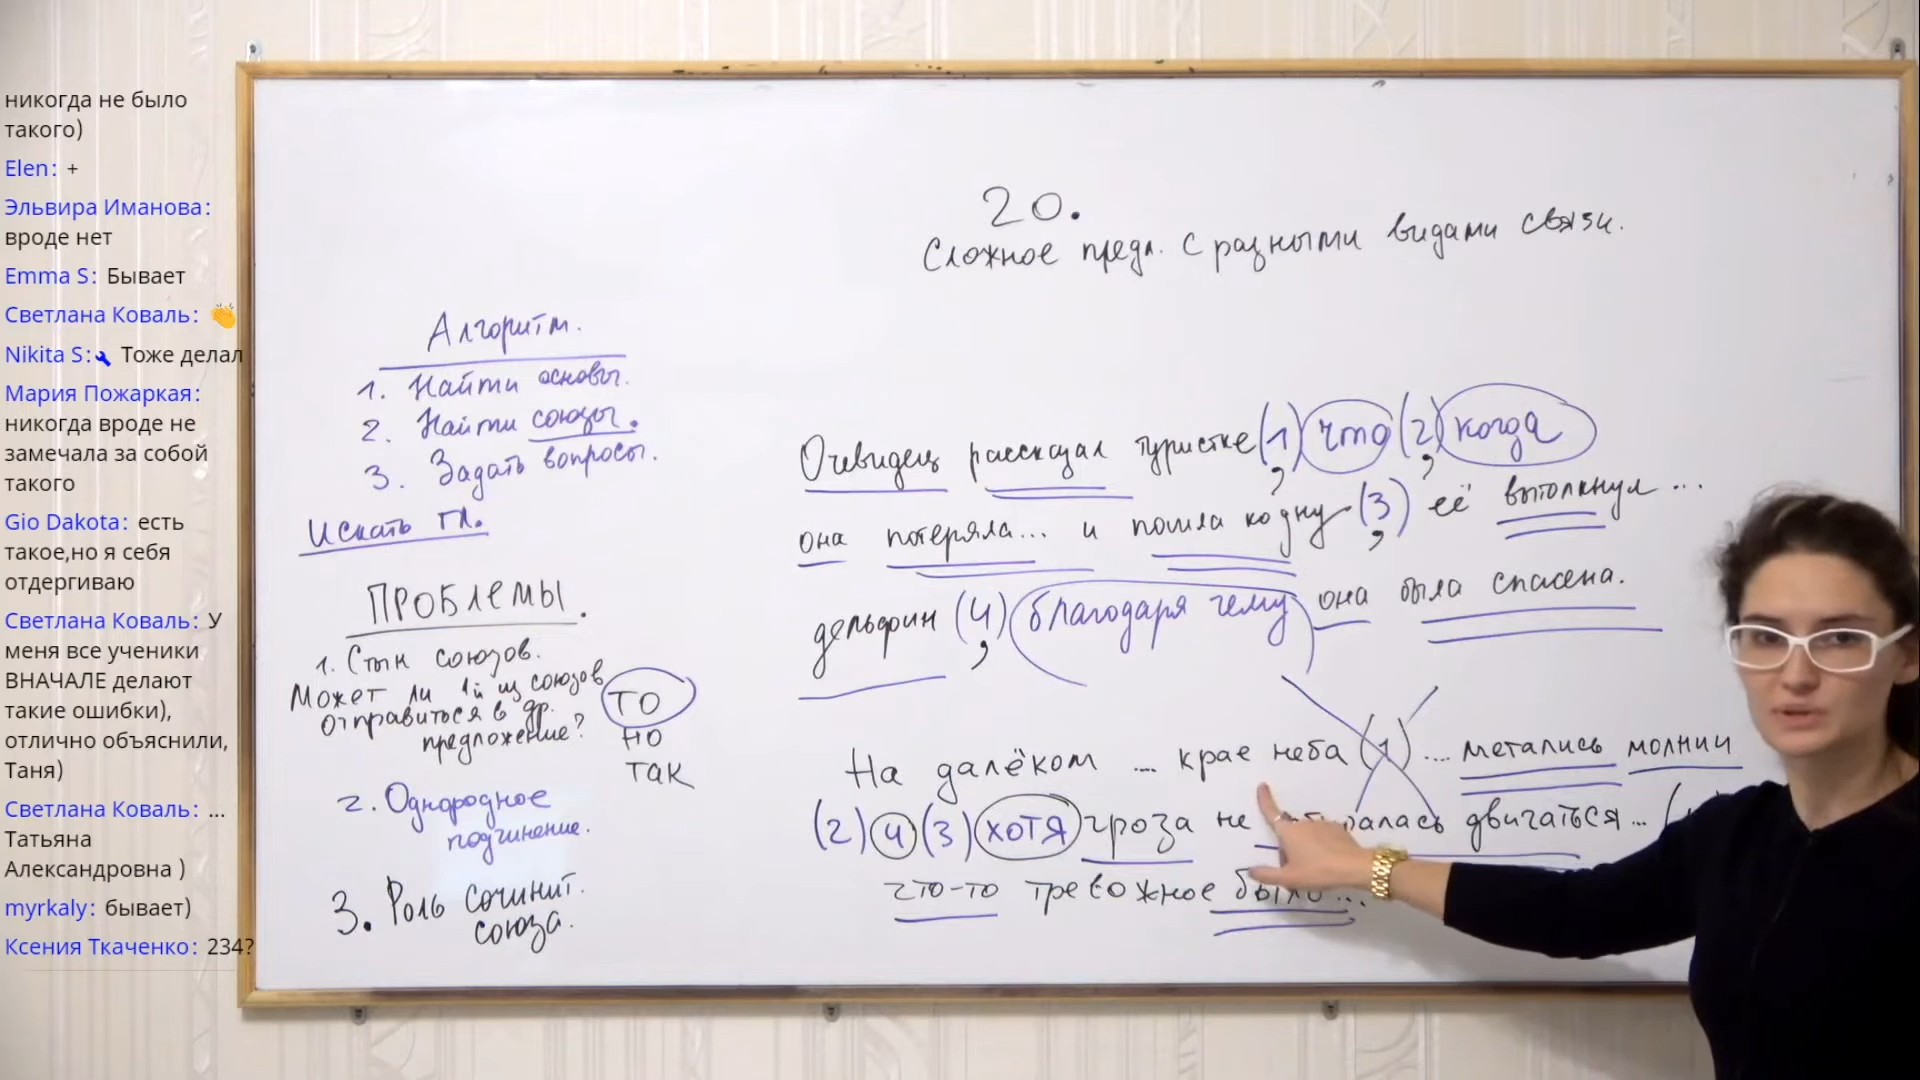 никогда не было
такого)
Elen: +
Эльвира Иманова:
вроде нет
Emma S: Бывает
Светлана Коваль: 👏
Nikita S: Тоже делал
Мария Пожаркая:
никогда вроде не
замечала за собой
такого
Gio Dakota: есть
такое,но я себя
отдергиваю
Светлана Коваль: У
меня все ученики
ВНАЧАЛЕ делают
такие ошибки),
отлично объяснили,
Таня)
Светлана Коваль: ...
Татьяна
Александровна )
myrkaly: бывает)
Ксения Ткаченко: 234?
Алгоритм.
1. Найти основы.
2. Найти союзы.
3. Задать вопросы.
Искать гл.
ПРОБЛЕМЫ.
1. Стык союзов.
Может ли 1й из союзов
отправиться в др.
предложение?
ТО
НО
ТАК
2. Однородное
подчинение.
3. Роль сочинит.
союза.
20.
Сложное предл. с разными видами связи.
Очевидец рассказал туристке (1), что (2), когда
она потеряла... и пошла ко дну (3), её вытолкнул ...
дельфин (4), благодаря чему она была спасена.
На далёком ... крае неба (1) ... метались молнии
(2) и (3) хотя гроза не двигаться...
что-то тревожное было...